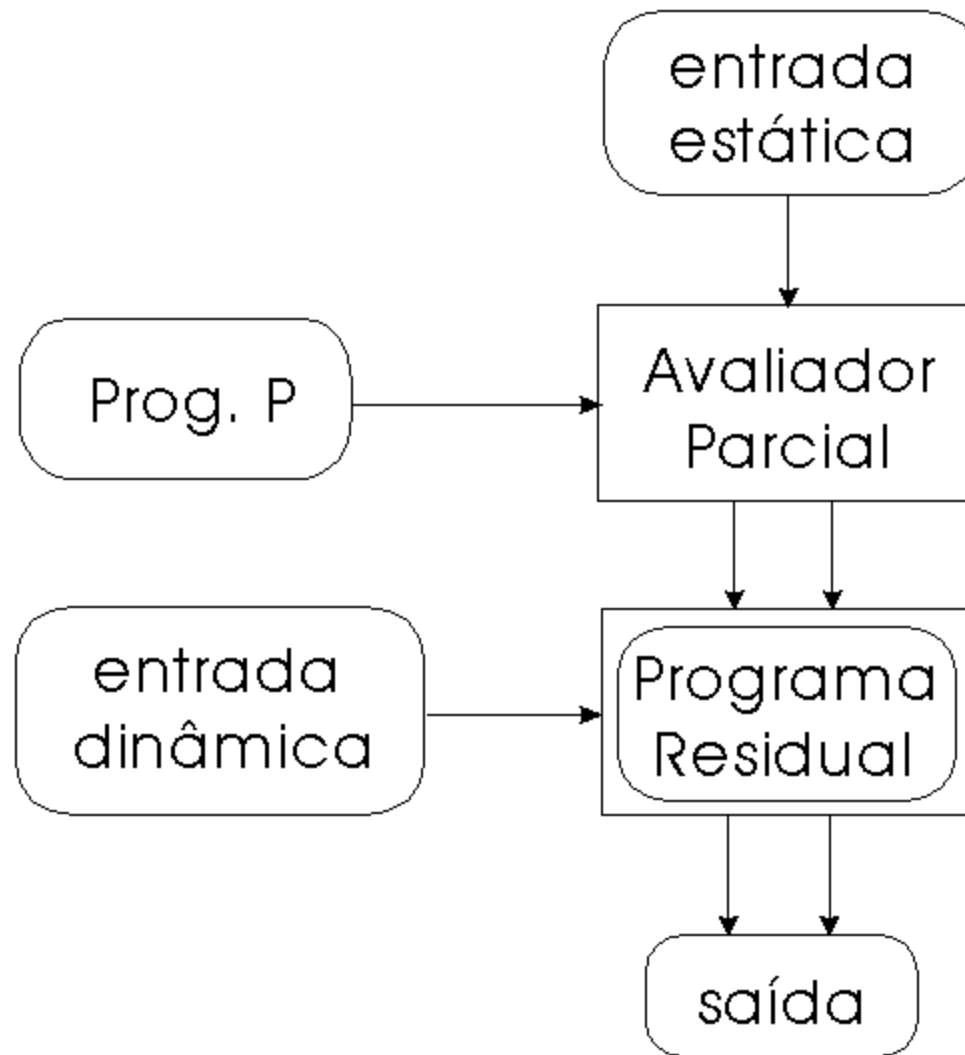 entrada
estática
Prog. P
Avaliador
Parcial
entrada
dinâmica
Programa
Residual
saída